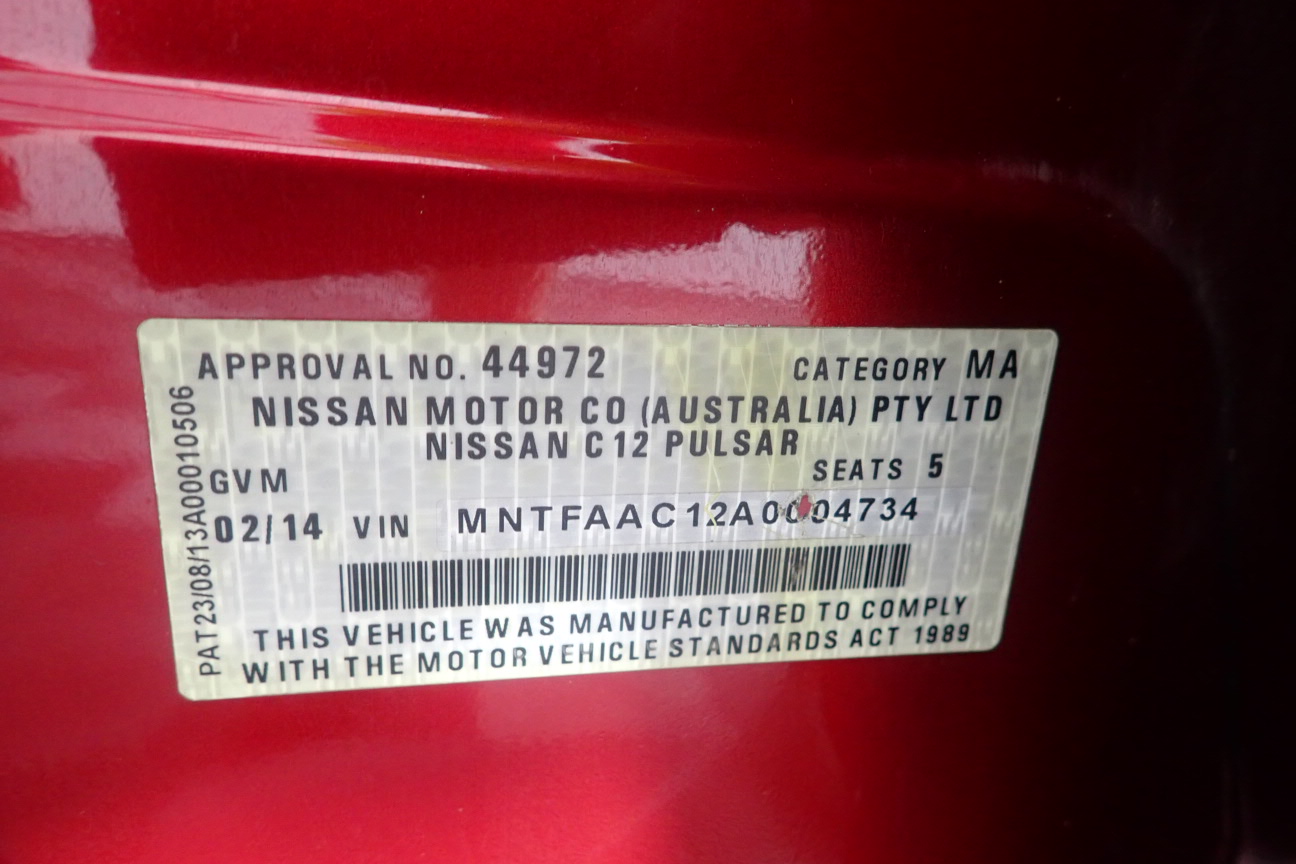 APPROVAL NO. 44972 CATEGORY MA
NISSAN MOTOR CO (AUSTRALIA) PTY LTD
NISSAN C12 PULSAR
GVM SEATS 5
02/14 VIN MNTFAAC12A0004734
THIS VEHICLE WAS MANUFACTURED TO COMPLY
WITH THE MOTOR VEHICLE STANDARDS ACT 1989
PAT23/08/13A00010506